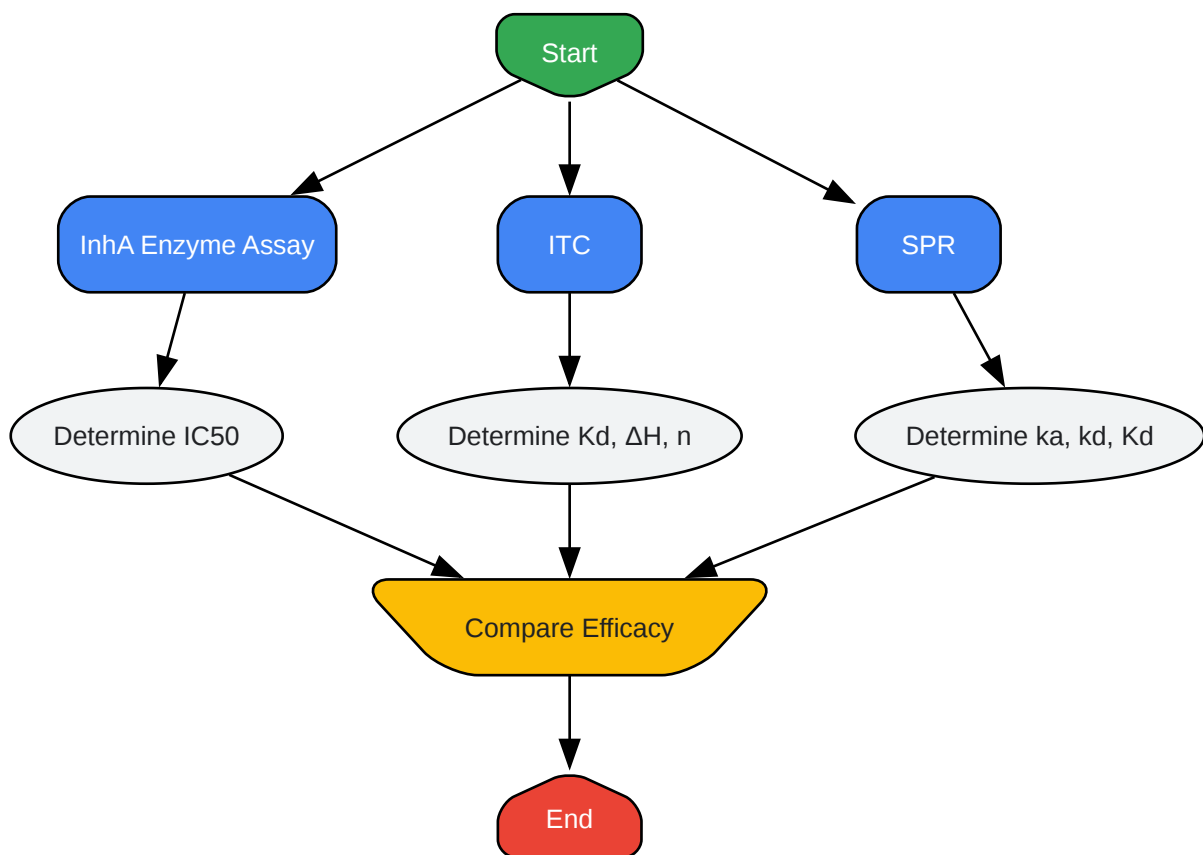 Start
InhA Enzyme Assay
ITC
SPR
Determine IC50
Determine Kd, ΔH, n
Determine ka, kd, Kd
Compare Efficacy
End